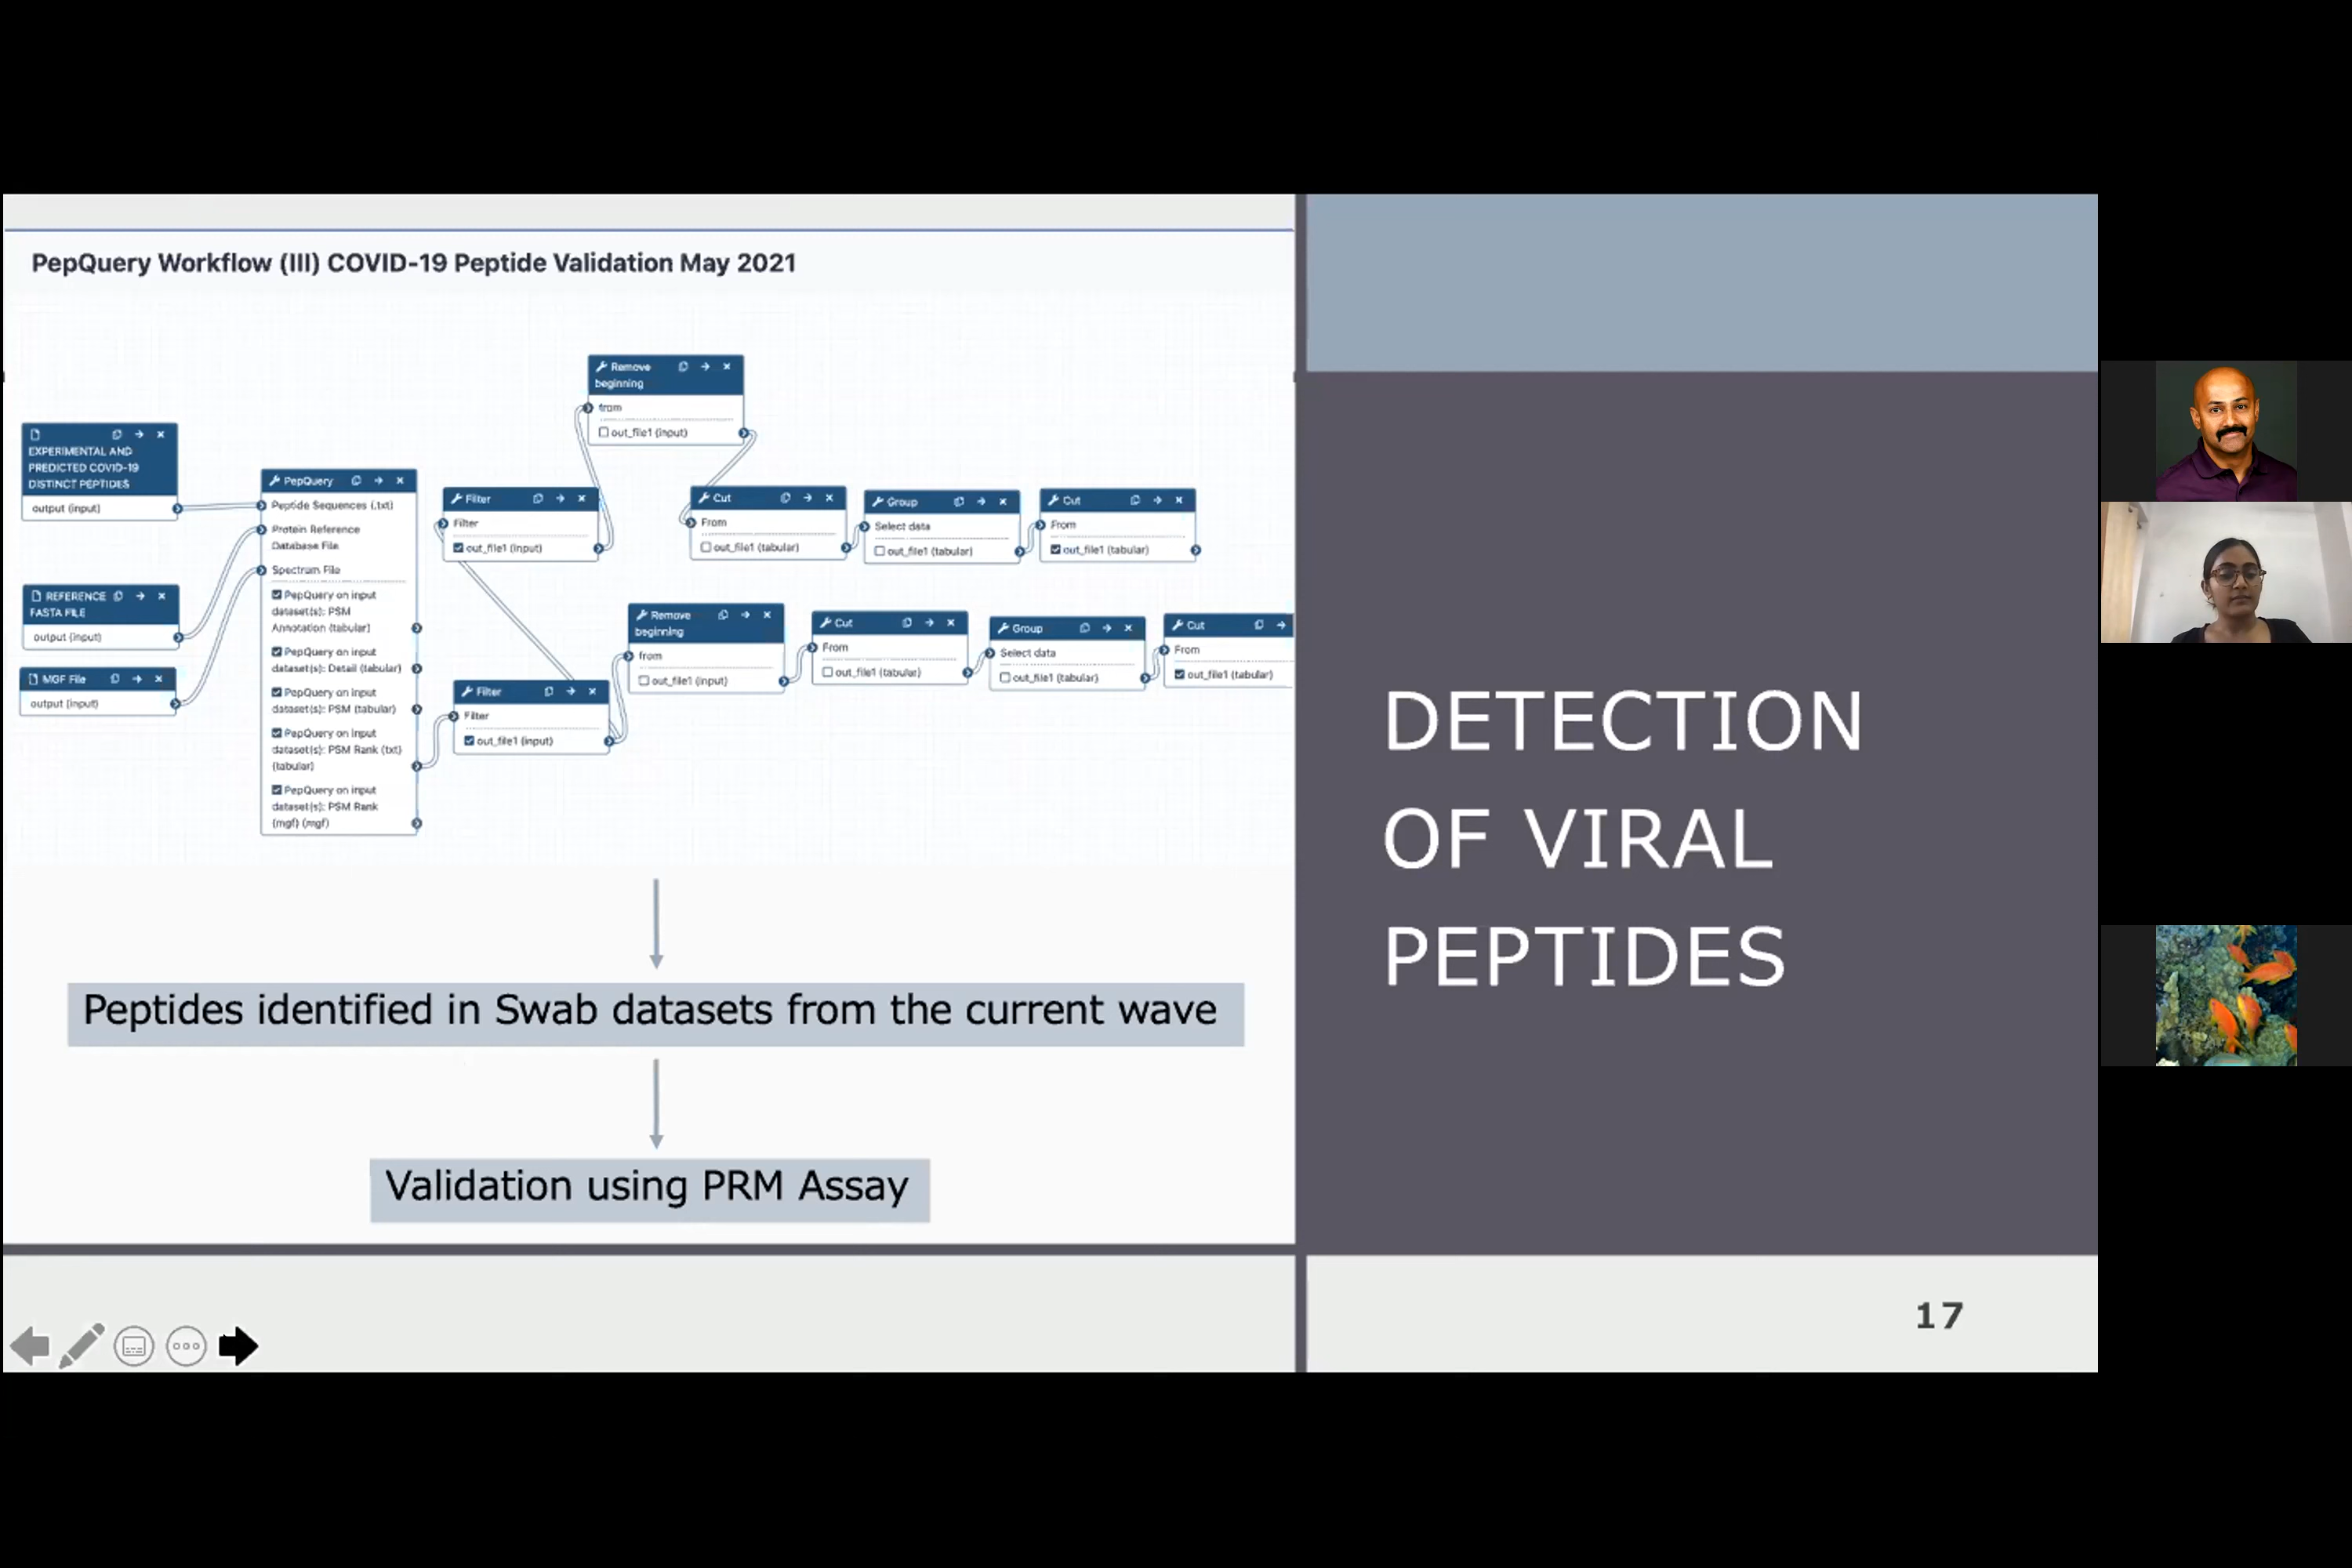 PepQuery Workflow (III) COVID-19 Peptide Validation May 2021
Remove
beginning
from
out_file1 (input)
EXPERIMENTAL AND
PREDICTED COVID-19
DISTINCT PEPTIDES
output (input)
PepQuery
Peptide Sequences (.txt)
Protein Reference
Database File
Spectrum File
PepQuery on input
dataset(s): PSM
Annotation (tabular)
PepQuery on input
dataset(s): Detail (tabular)
PepQuery on input
dataset(s): PSM (tabular)
PepQuery on input
dataset(s): PSM Rank (txt)
(tabular)
PepQuery on input
dataset(s): PSM Rank
(mgf) (mgf)
Filter
Filter
out_file1 (input)
Cut
From
out_file1 (tabular)
Group
Select data
out_file1 (tabular)
Cut
From
out_file1 (tabular)
REFERENCE
FASTA FILE
output (input)
MGF File
output (input)
Filter
Filter
out_file1 (input)
Remove
beginning
from
out_file1 (input)
Cut
From
out_file1 (tabular)
Group
Select data
out_file1 (tabular)
Cut
From
out_file1 (tabular)
Peptides identified in Swab datasets from the current wave
Validation using PRM Assay
DETECTION
OF VIRAL
PEPTIDES
17